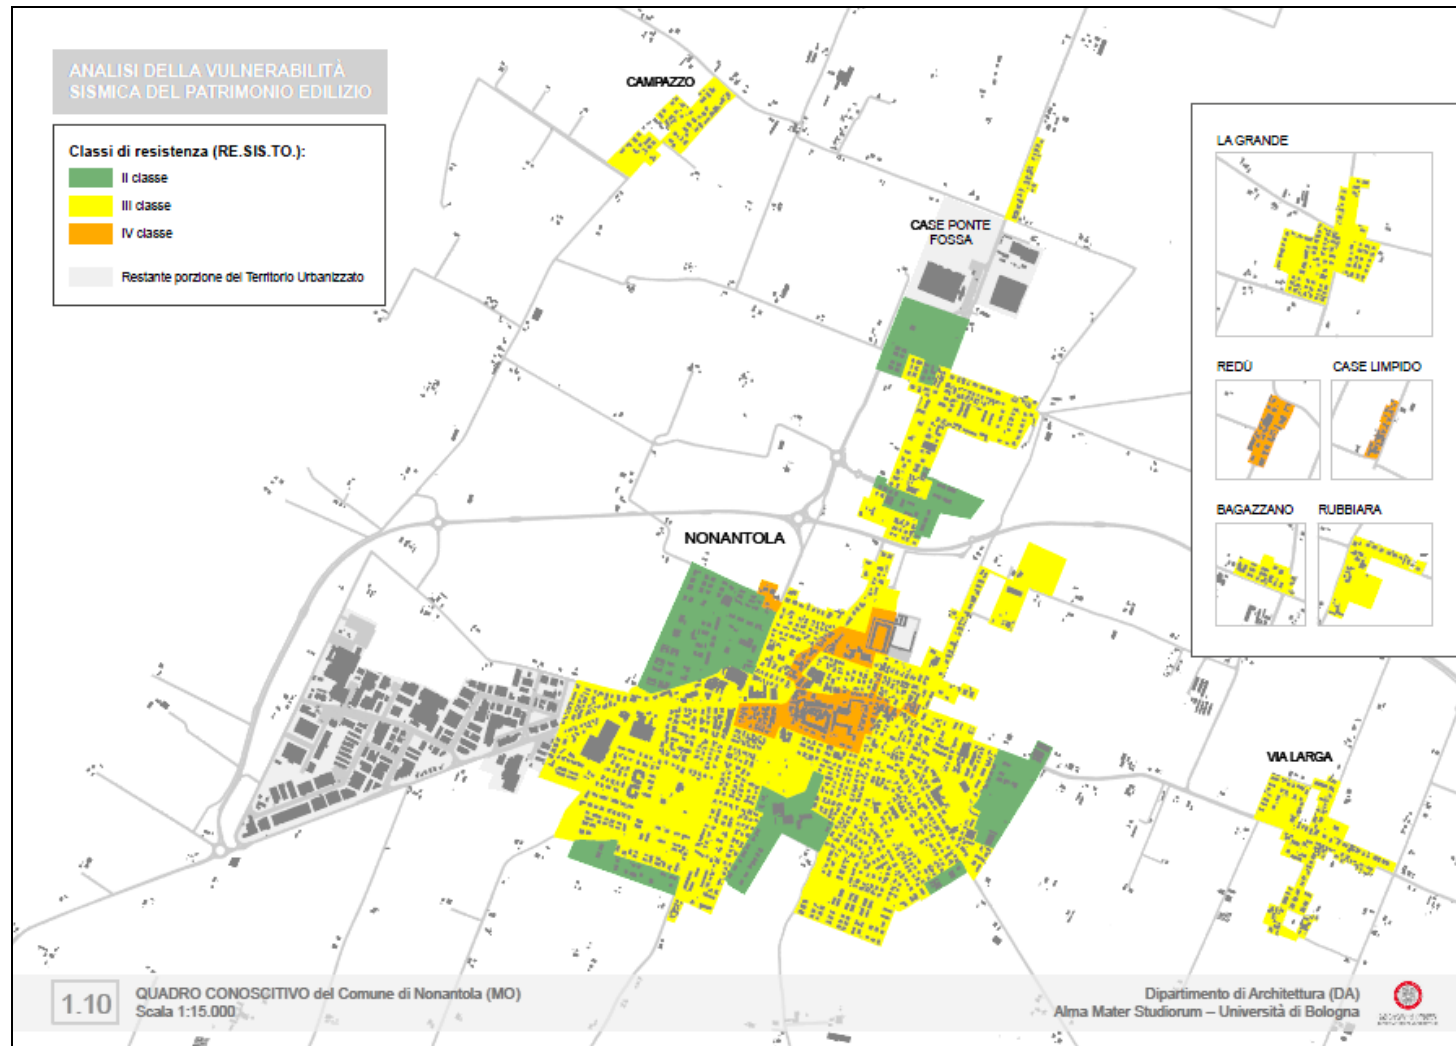 ANALISI DELLA VULNERABILITÀ
SISMICA DEL PATRIMONIO EDILIZIO
Classi di resistenza (RE.SIS.TO.):
II classe
III classe
IV classe
Restante porzione del Territorio Urbanizzato
CAMPAZZO
CASE PONTE
FOSSA
NONANTOLA
VIA LARGA
LA GRANDE
REDÙ
CASE LIMPIDO
BAGAZZANO
RUBBIARA
1.10
QUADRO CONOSCITIVO del Comune di Nonantola (MO)
Scala 1:15.000
Dipartimento di Architettura (DA)
Alma Mater Studiorum – Università di Bologna